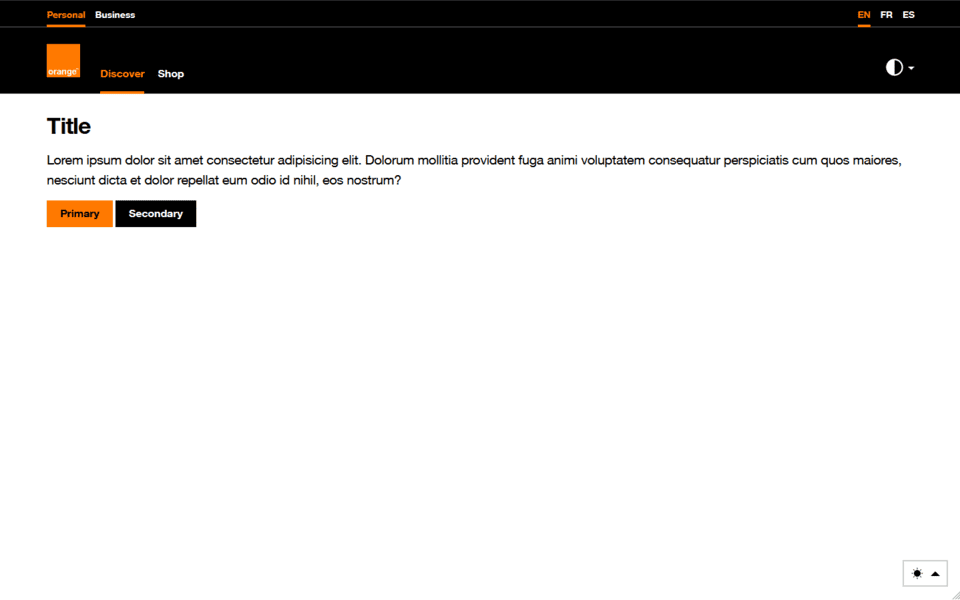 Personal Business
EN FR ES
orange™
Discover Shop
Title
Lorem ipsum dolor sit amet consectetur adipisicing elit. Dolorum mollitia provident fuga animi voluptatem consequatur perspiciatis cum quos maiores,
nesciunt dicta et dolor repellat eum odio id nihil, eos nostrum?
Primary Secondary